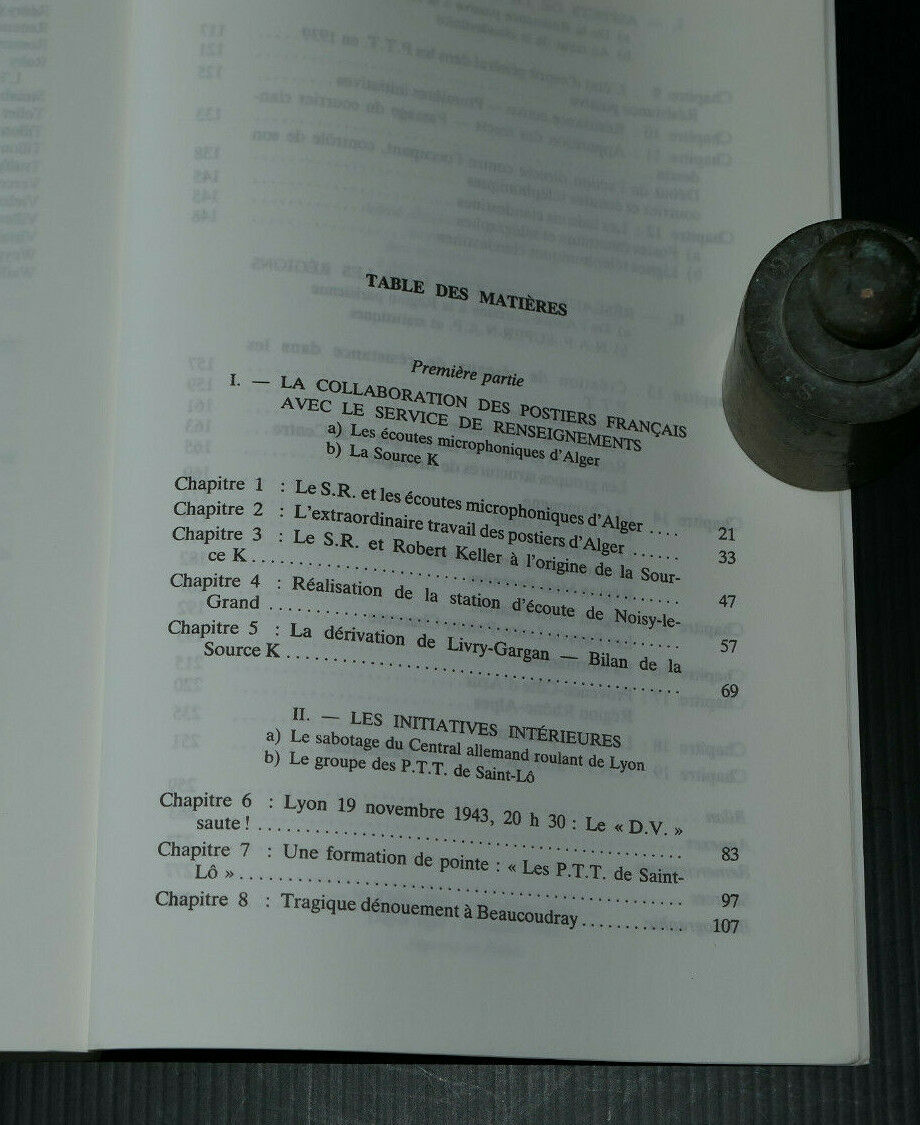 TABLE DES MATIÈRES
Première partie
I. — LA COLLABORATION DES POSTIERS FRANÇAIS
AVEC LE SERVICE DE RENSEIGNEMENTS
a) Les écoutes microphoniques d'Alger
b) La Source K
Chapitre 1 : Le S.R. et les écoutes microphoniques d'Alger .... 21
Chapitre 2 : L'extraordinaire travail des postiers d'Alger ...... 33
Chapitre 3 : Le S.R. et Robert Keller à l'origine de la Sour-
ce K ........................................ 47
Chapitre 4 : Réalisation de la station d'écoute de Noisy-le-
Grand ........................................ 57
Chapitre 5 : La dérivation de Livry-Gargan — Bilan de la
Source K ........................................ 69
II. — LES INITIATIVES INTÉRIEURES
a) Le sabotage du Central allemand roulant de Lyon
b) Le groupe des P.T.T. de Saint-Lô
Chapitre 6 : Lyon 19 novembre 1943, 20 h 30 : Le « D.V. »
saute ! ........................................ 83
Chapitre 7 : Une formation de pointe : « Les P.T.T. de Saint-
Lô » ........................................ 97
Chapitre 8 : Tragique dénouement à Beaucoudray ............ 107